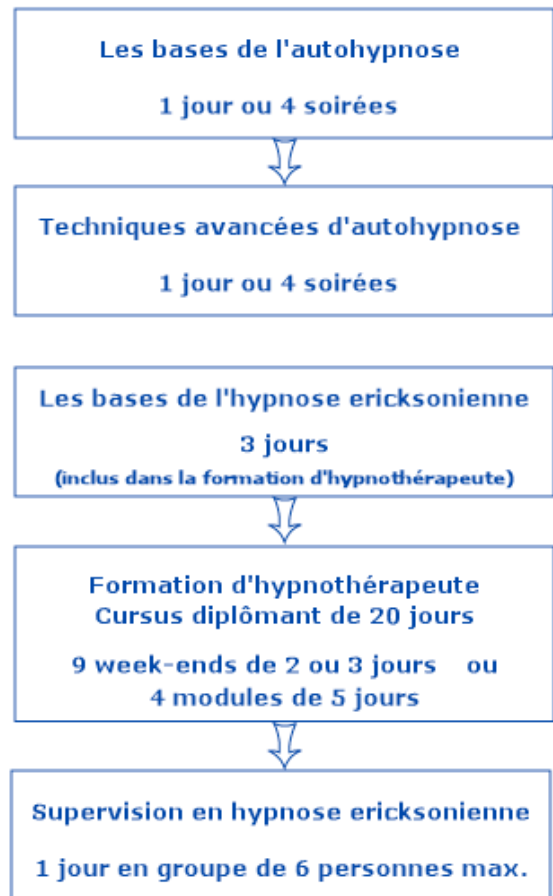 Les bases de l'autohypnose
1 jour ou 4 soirées
Techniques avancées d'autohypnose
1 jour ou 4 soirées
Les bases de l'hypnose ericksonienne
3 jours
(inclus dans la formation d'hypnothérapeute)
Formation d'hypnothérapeute
Cursus diplômant de 20 jours
9 week-ends de 2 ou 3 jours ou
4 modules de 5 jours
Supervision en hypnose ericksonienne
1 jour en groupe de 6 personnes max.